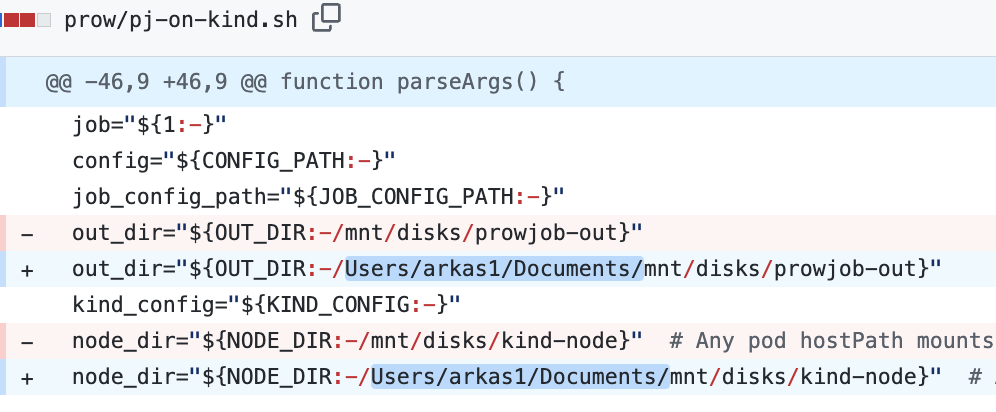 prow/pj-on-kind.sh
@@ -46,9 +46,9 @@ function parseArgs() {
job="${1:-}"
config="${CONFIG_PATH:-}"
job_config_path="${JOB_CONFIG_PATH:-}"
- out_dir="${OUT_DIR:-/mnt/disks/prowjob-out}"
+ out_dir="${OUT_DIR:-/Users/arkas1/Documents/mnt/disks/prowjob-out}"
kind_config="${KIND_CONFIG:-}"
- node_dir="${NODE_DIR:-/mnt/disks/kind-node}"  # Any pod hostPath mounts
+ node_dir="${NODE_DIR:-/Users/arkas1/Documents/mnt/disks/kind-node}"  #